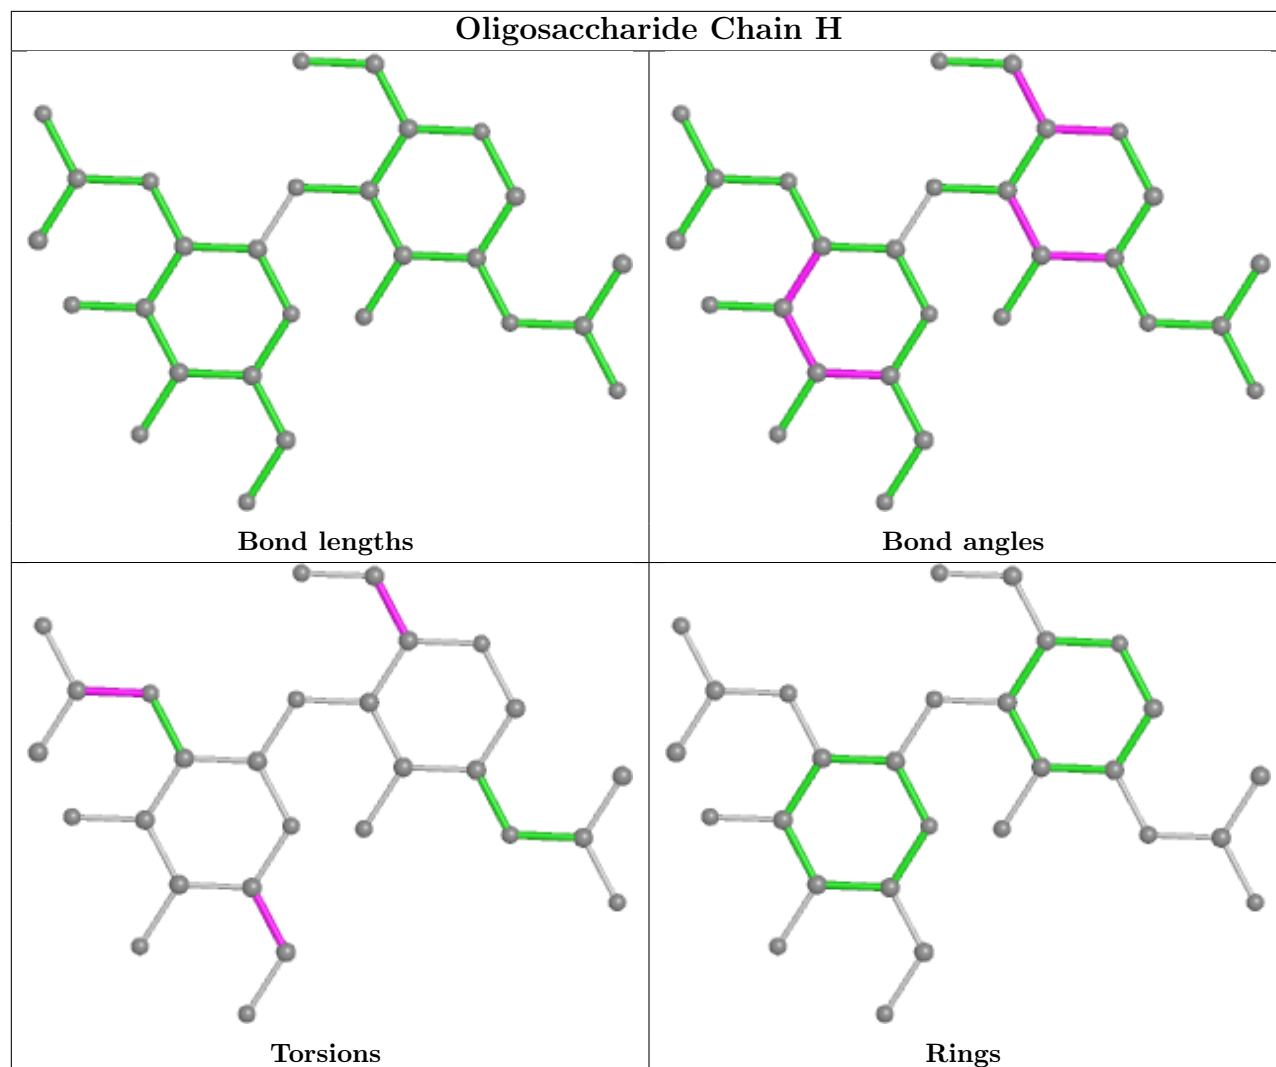 Oligosaccharide Chain H
Bond lengths
Bond angles
Torsions
Rings